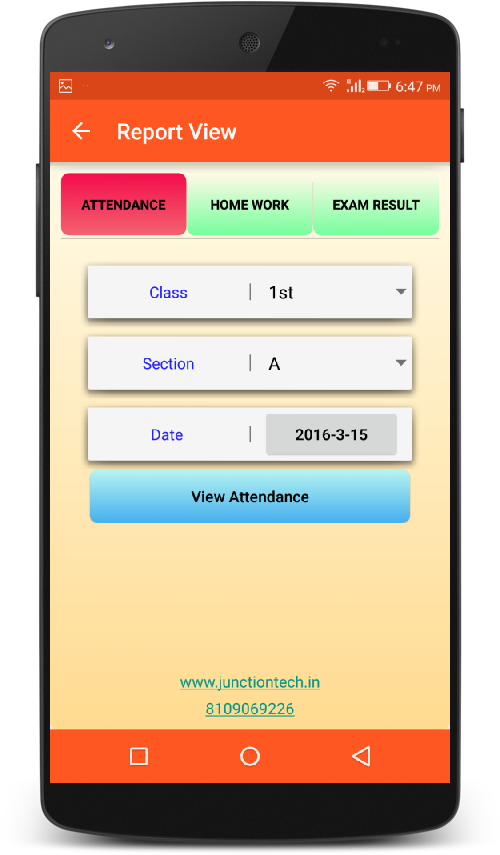 6:47 PM
Report View
ATTENDANCE HOME WORK EXAM RESULT
Class | 1st
Section | A
Date | 2016-3-15
View Attendance
www.junctiontech.in
8109069226